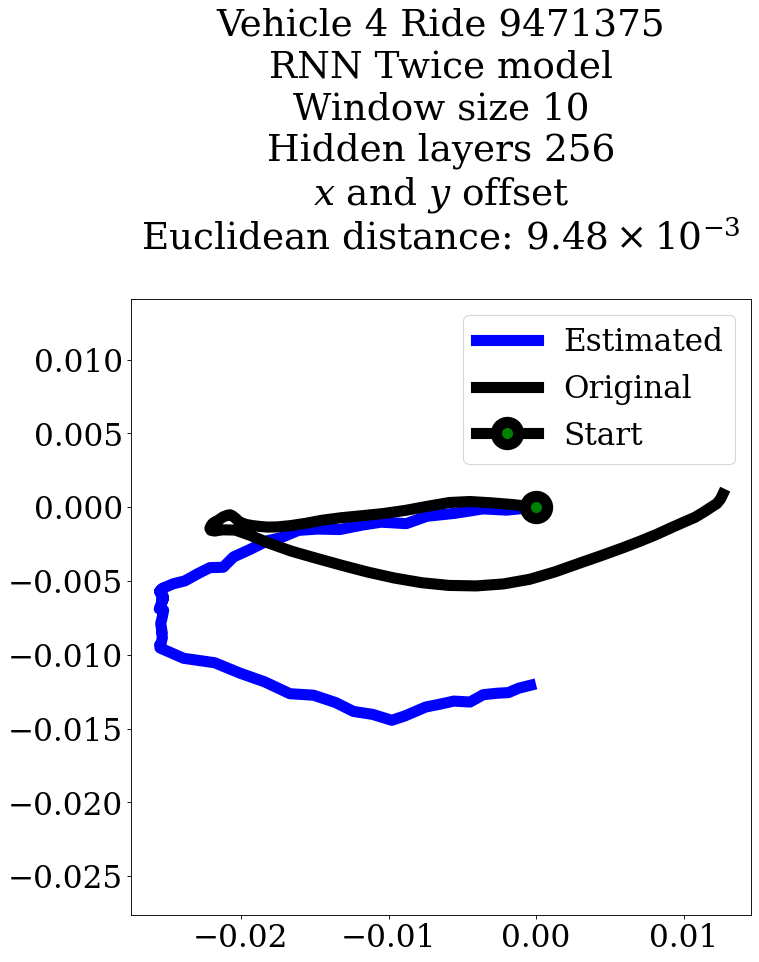 Vehicle 4 Ride 9471375
RNN Twice model
Window size 10
Hidden layers 256
x and y offset
Euclidean distance: 9.48 × 10⁻³
Estimated
Original
Start
0.010
0.005
0.000
−0.005
−0.010
−0.015
−0.020
−0.025
−0.02 −0.01 0.00 0.01